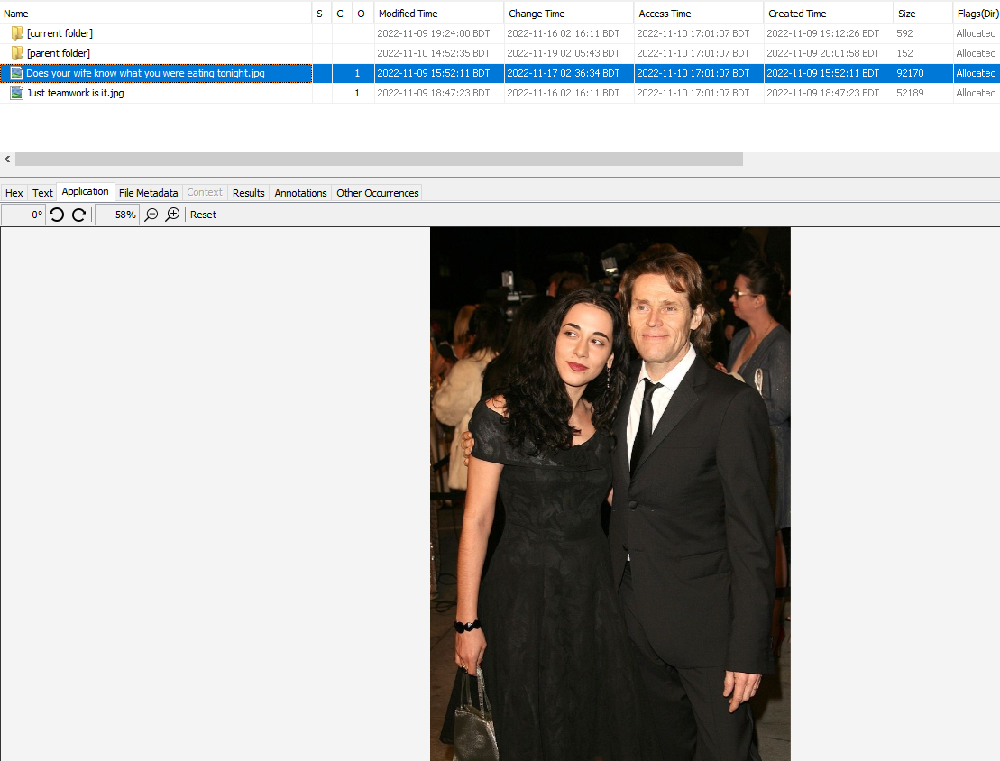 Name S C O Modified Time Change Time Access Time Created Time Size Flags(Dir)
[current folder] 2022-11-09 19:24:00 BDT 2022-11-16 02:16:11 BDT 2022-11-10 17:01:07 BDT 2022-11-09 19:12:26 BDT 592 Allocated
[parent folder] 2022-11-10 14:52:35 BDT 2022-11-19 02:05:43 BDT 2022-11-10 17:01:07 BDT 2022-11-09 20:01:58 BDT 152 Allocated
Does your wife know what you were eating tonight.jpg 1 2022-11-09 15:52:11 BDT 2022-11-17 02:36:34 BDT 2022-11-10 17:01:07 BDT 2022-11-09 15:52:11 BDT 92170 Allocated
Just teamwork is it.jpg 1 2022-11-09 18:47:23 BDT 2022-11-16 02:16:11 BDT 2022-11-10 17:01:07 BDT 2022-11-09 18:47:23 BDT 52189 Allocated
Hex Text Application File Metadata Context Results Annotations Other Occurrences
0° 58% Reset